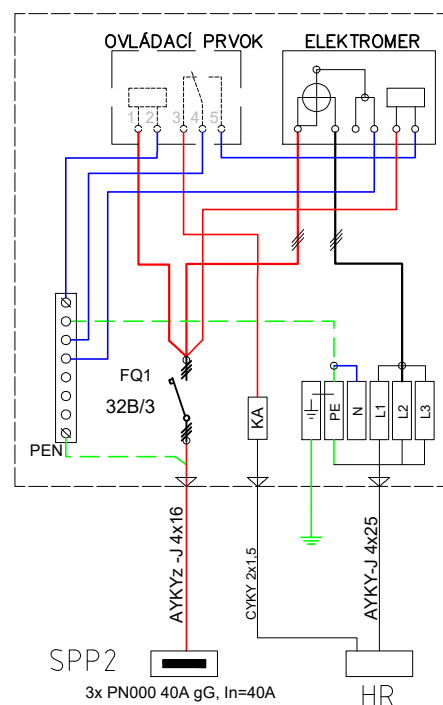 OVLÁDACÍ PRVOK
ELEKTROMER
1 2 3 4 5
FQ1
32B/3
PEN
KA
PE
N
L1
L2
L3
AYKYz -J 4x16
CYKY 2x1,5
AYKY-J 4x25
SPP2
3x PN000 40A gG, In=40A
HR